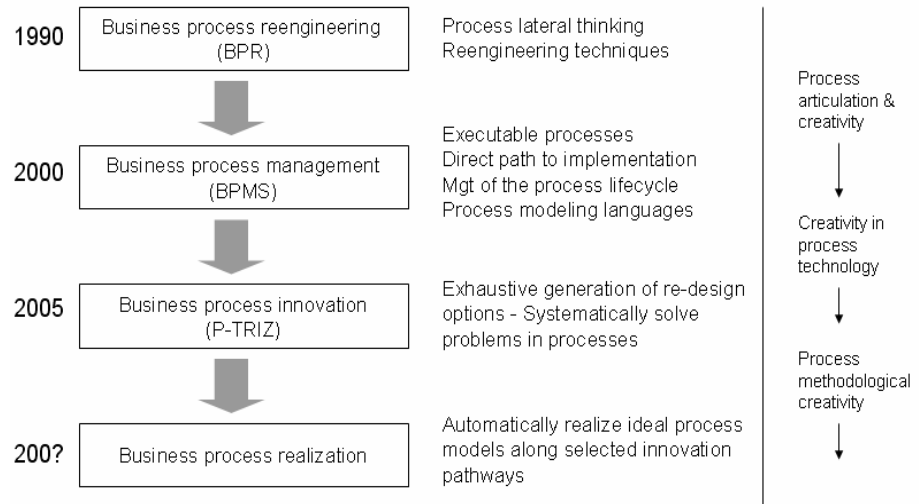 1990
Business process reengineering
(BPR)
Process lateral thinking
Reengineering techniques
2000
Business process management
(BPMS)
Executable processes
Direct path to implementation
Mgt of the process lifecycle
Process modeling languages
2005
Business process innovation
(P-TRIZ)
Exhaustive generation of re-design
options - Systematically solve
problems in processes
200?
Business process realization
Automatically realize ideal process
models along selected innovation
pathways
Process
articulation &
creativity
Creativity in
process
technology
Process
methodological
creativity